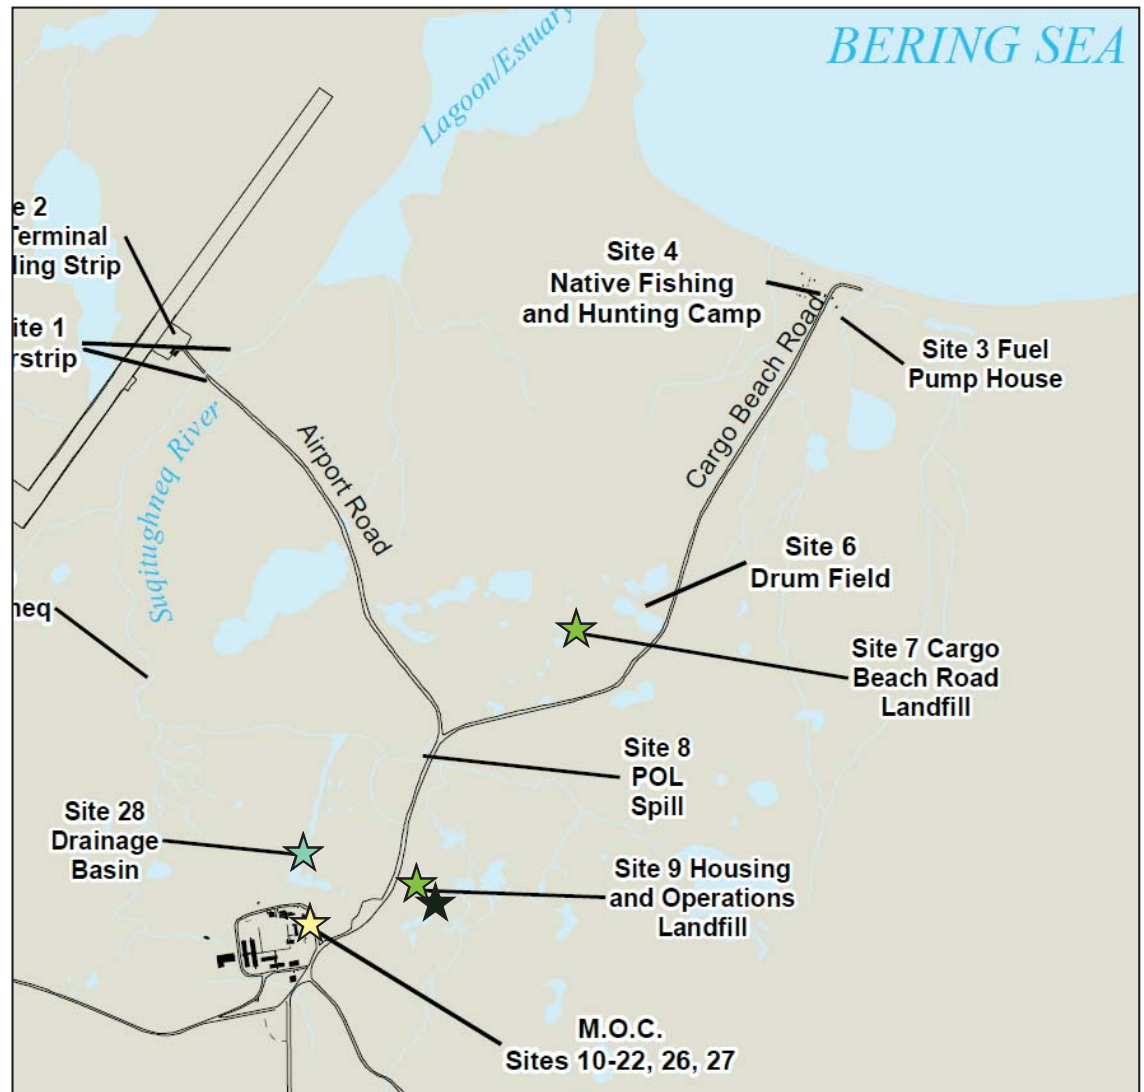 BERING SEA
Lagoon/Estuary
e 2
Terminal
ling Strip
Site 4
Native Fishing
and Hunting Camp
ite 1
rstrip
Site 3 Fuel
Pump House
Cargo Beach Road
Suqitughneq River
Airport Road
Site 6
Drum Field
neq
Site 7 Cargo
Beach Road
Landfill
Site 8
POL
Spill
Site 28
Drainage
Basin
Site 9 Housing
and Operations
Landfill
M.O.C.
Sites 10-22, 26, 27